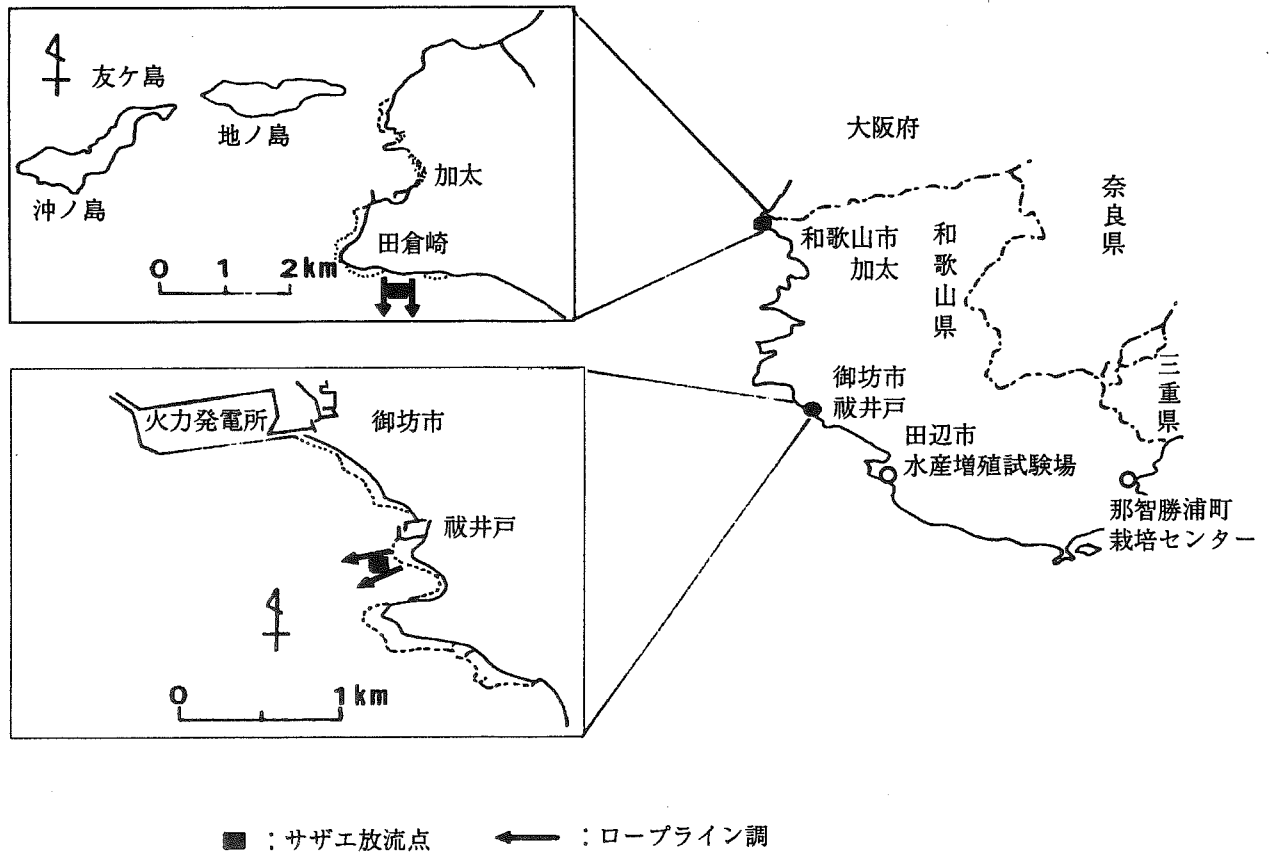 友ケ島
地ノ島
沖ノ島
加太
田倉崎
0 1 2km
火力発電所
御坊市
祓井戸
0 1km
大阪府
奈良県
和歌山市
加太
和歌山県
三重県
御坊市
祓井戸
田辺市
水産増殖試験場
那智勝浦町
栽培センター
■ :サザエ放流点 ← :ロープライン調